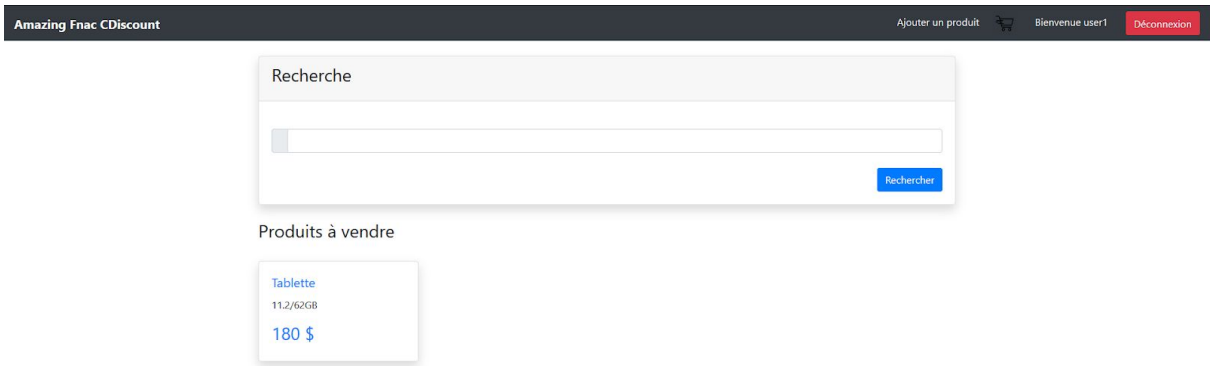 Amazing Fnac CDiscount
Ajouter un produit
Bienvenue user1
Déconnexion
Recherche
Rechercher
Produits à vendre
Tablette
11.2/62GB
180 $